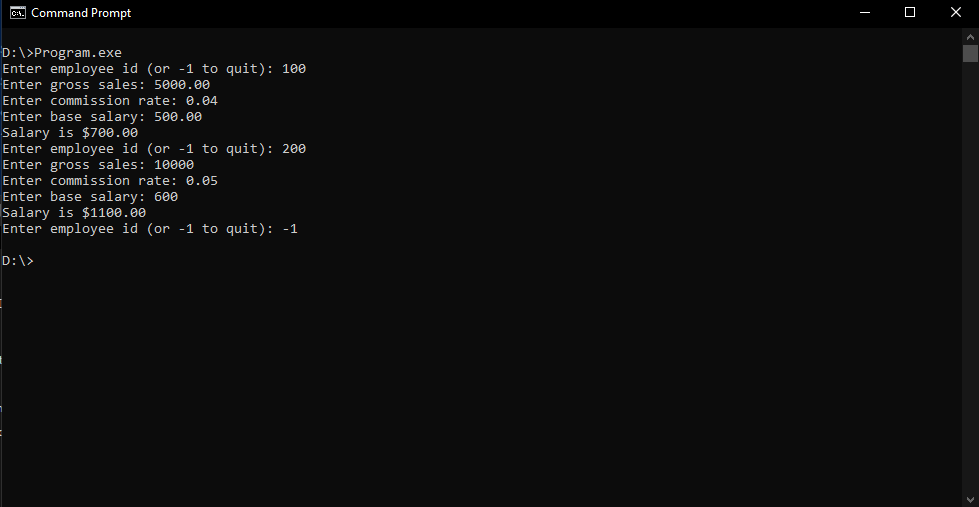 Command Prompt
D:\>Program.exe
Enter employee id (or -1 to quit): 100
Enter gross sales: 5000.00
Enter commission rate: 0.04
Enter base salary: 500.00
Salary is $700.00
Enter employee id (or -1 to quit): 200
Enter gross sales: 10000
Enter commission rate: 0.05
Enter base salary: 600
Salary is $1100.00
Enter employee id (or -1 to quit): -1
D:\>